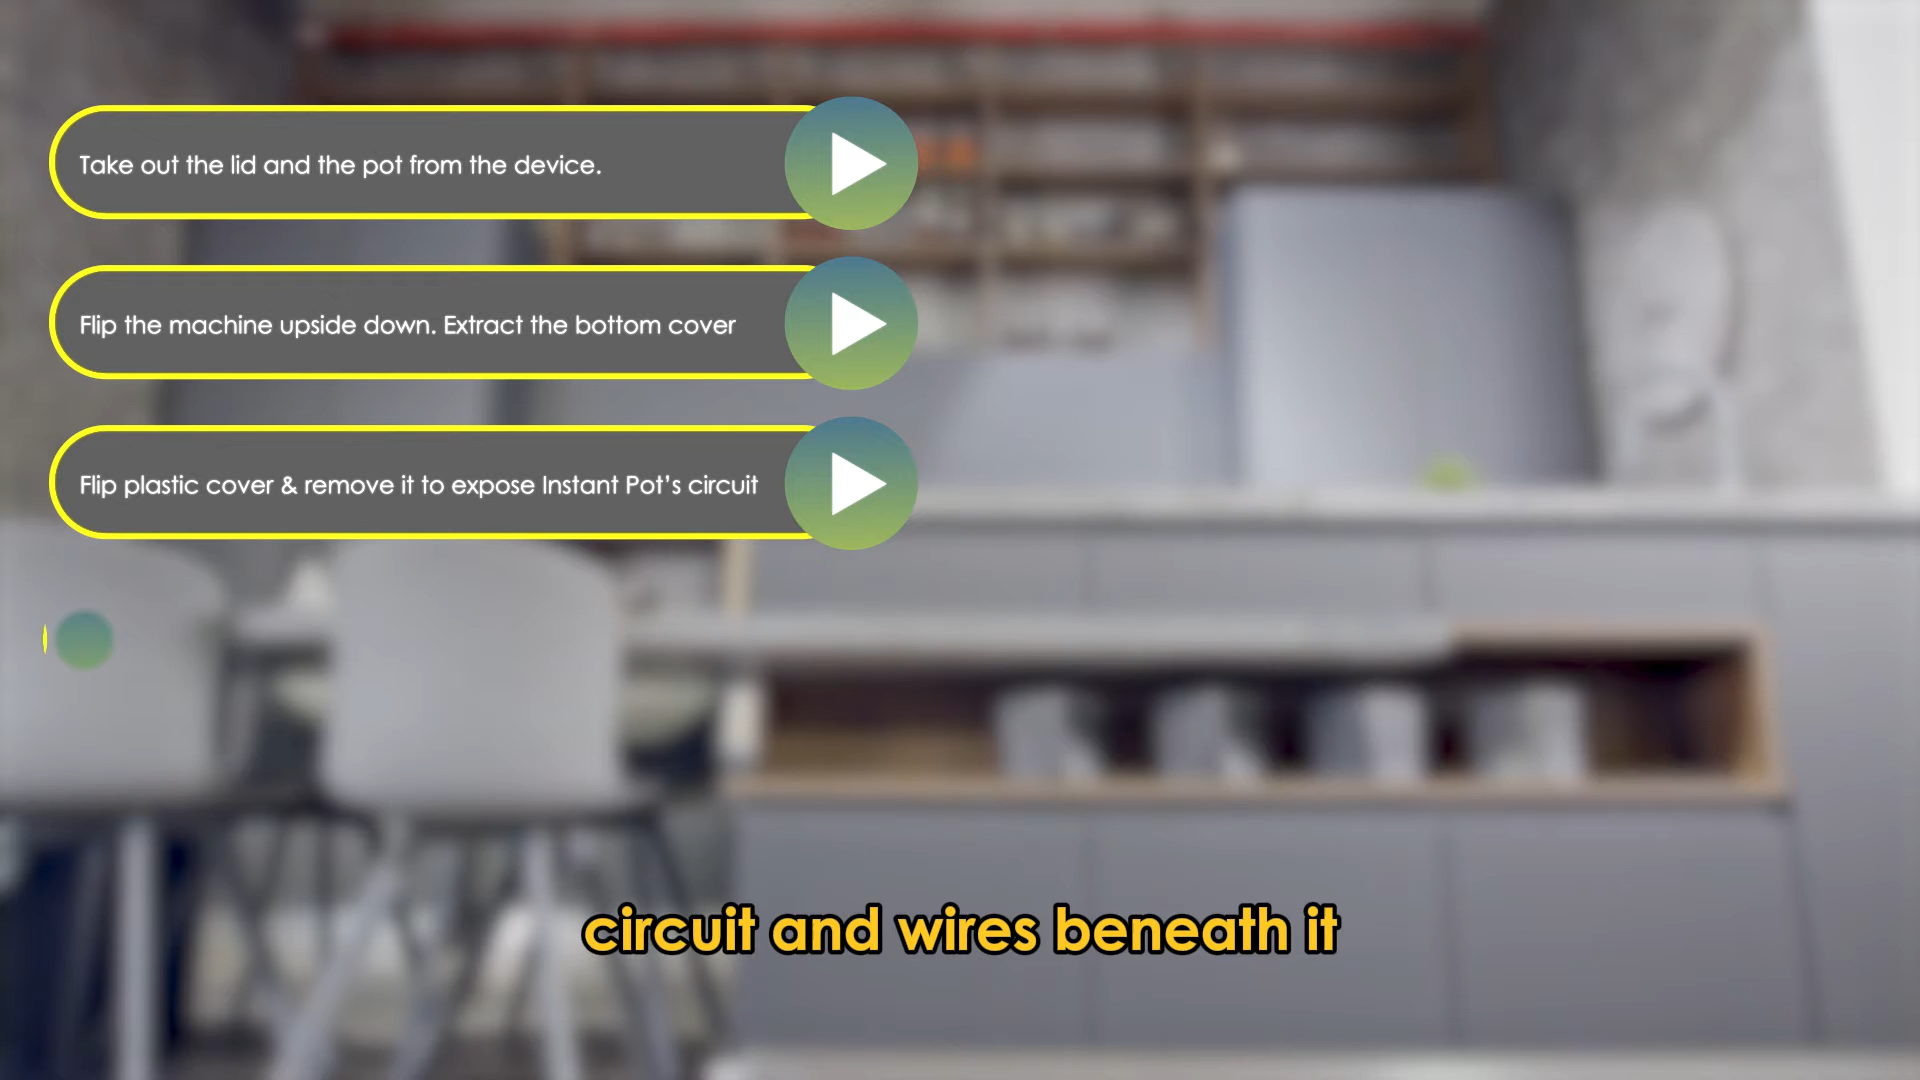 Take out the lid and the pot from the device.
Flip the machine upside down. Extract the bottom cover
Flip plastic cover & remove it to expose Instant Pot’s circuit
circuit and wires beneath it